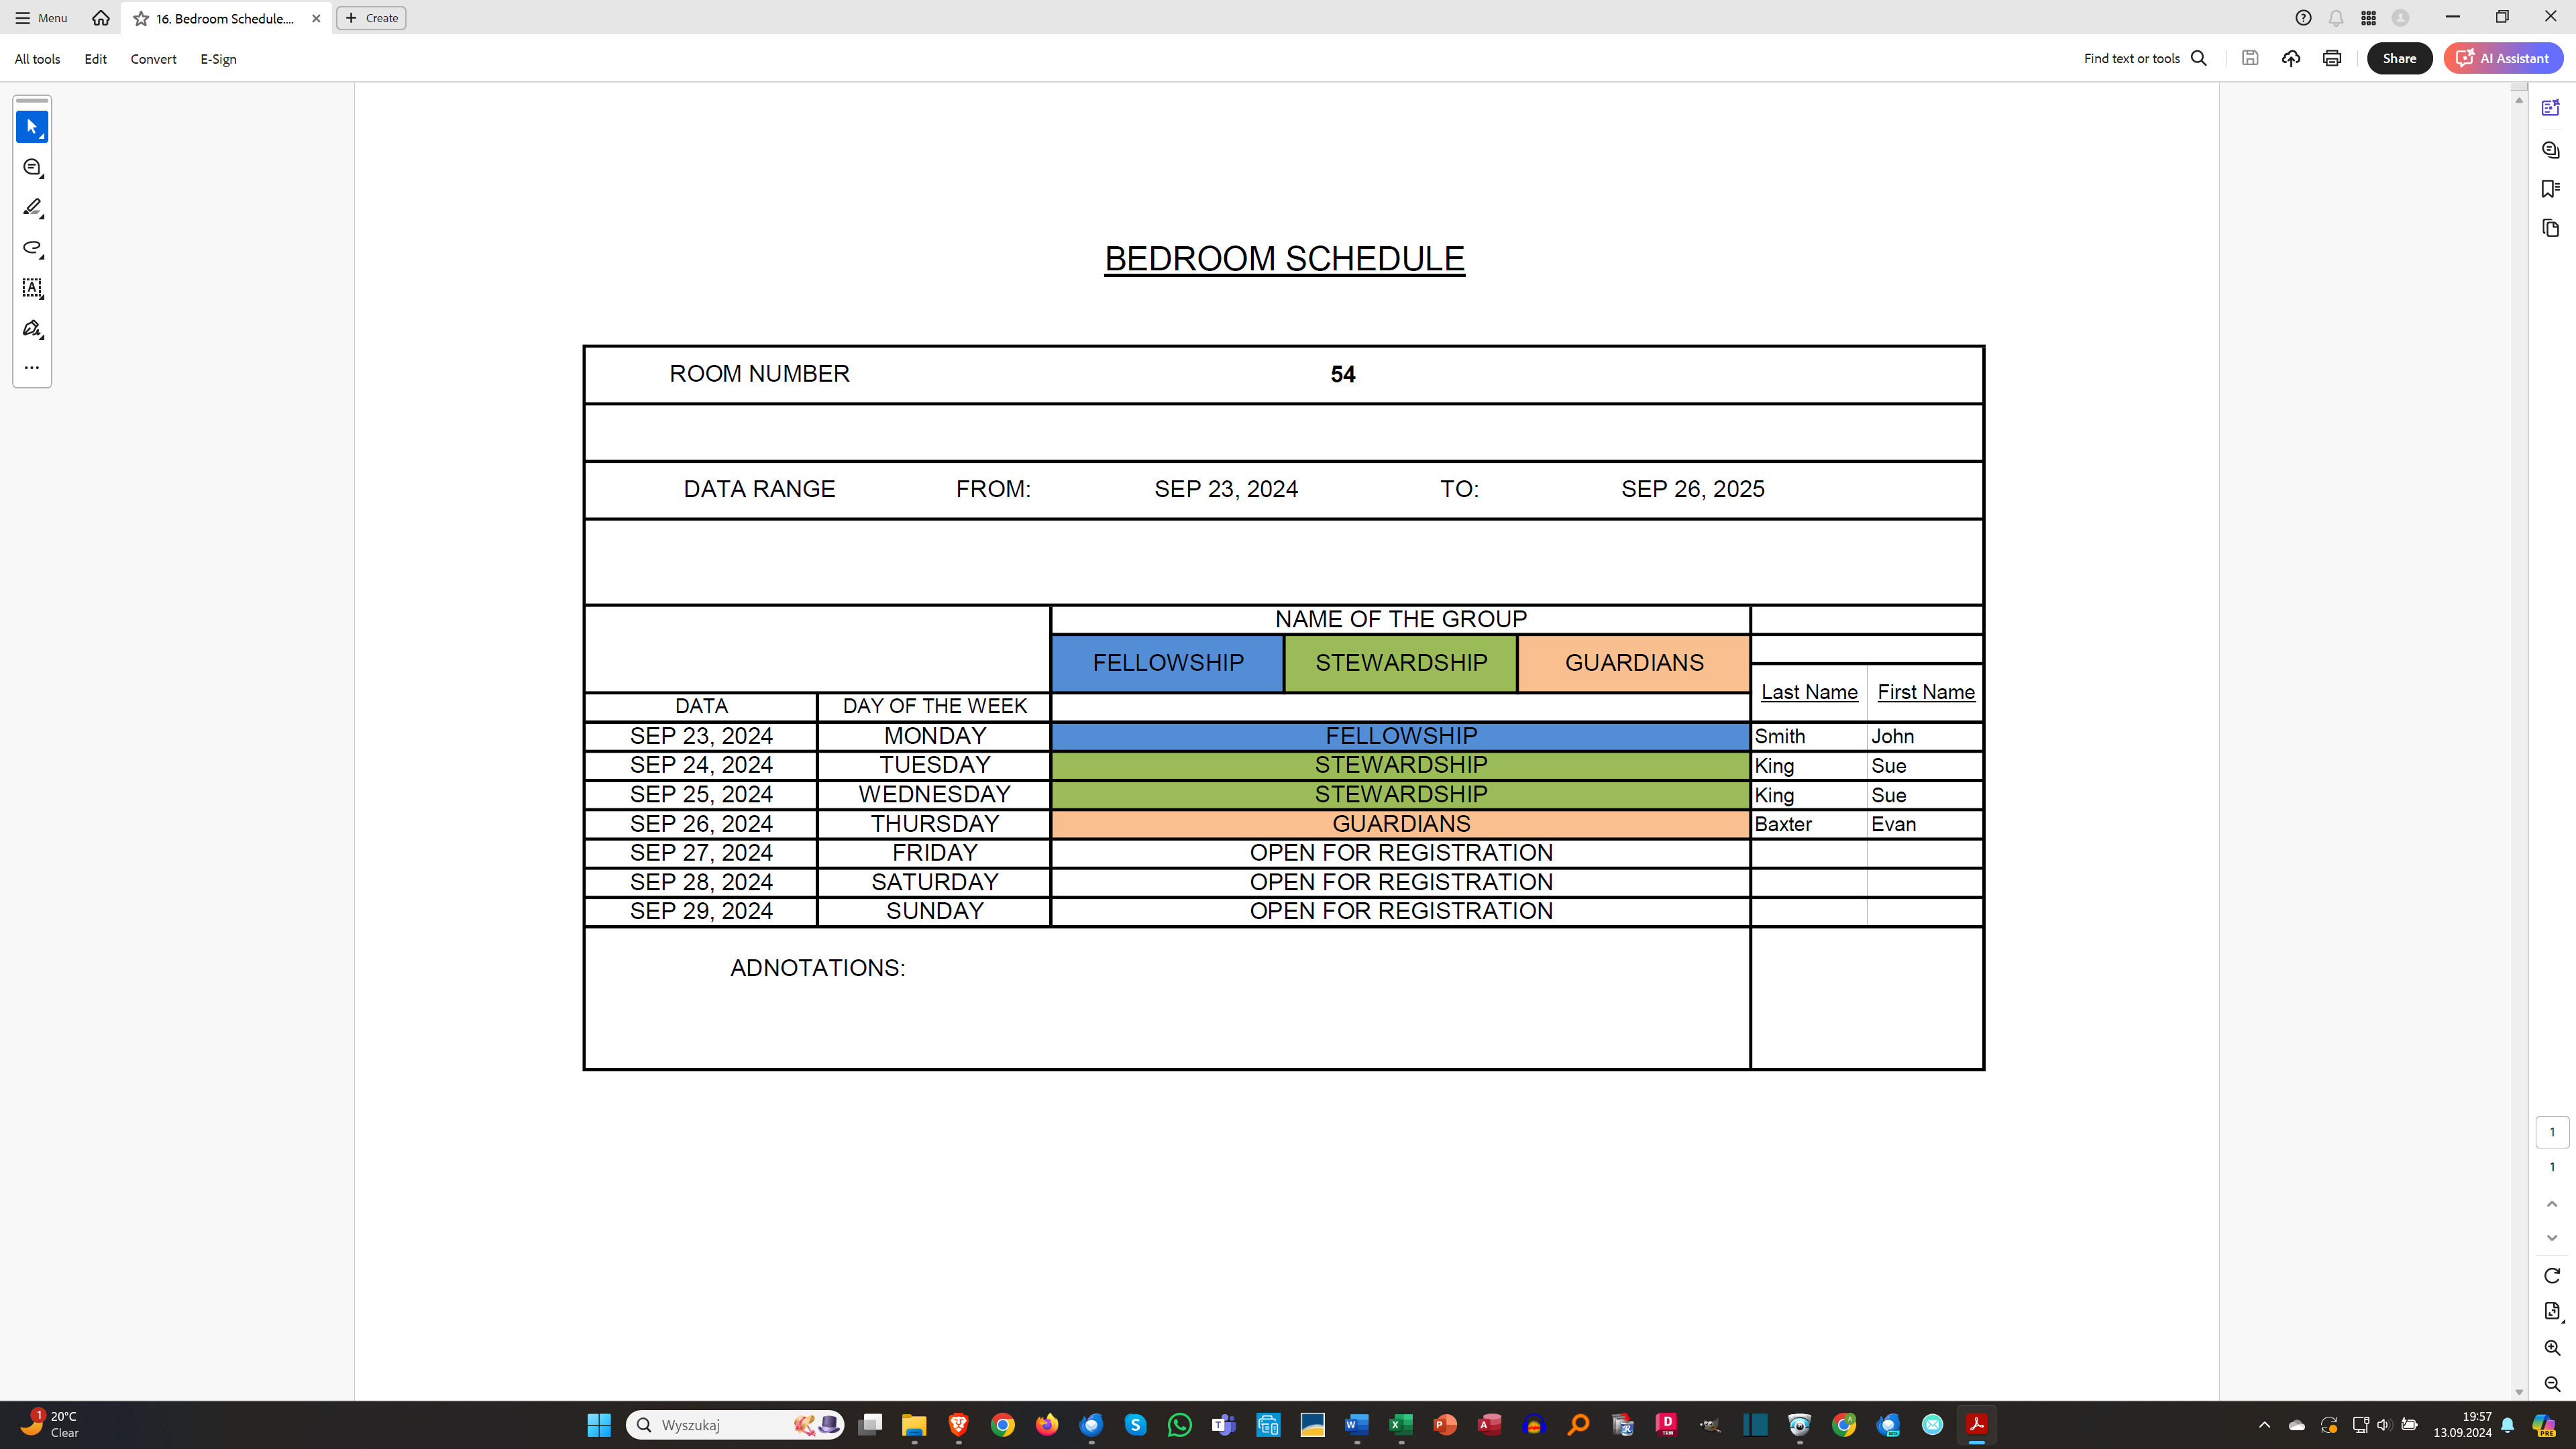 Menu
16. Bedroom Schedule....
Create
All tools
Edit
Convert
E-Sign
Find text or tools
Share
AI Assistant
BEDROOM SCHEDULE
ROOM NUMBER 54
DATA RANGE FROM: SEP 23, 2024 TO: SEP 26, 2025
NAME OF THE GROUP
FELLOWSHIP STEWARDSHIP GUARDIANS
Last Name First Name
DATA DAY OF THE WEEK
SEP 23, 2024 MONDAY FELLOWSHIP Smith John
SEP 24, 2024 TUESDAY STEWARDSHIP King Sue
SEP 25, 2024 WEDNESDAY STEWARDSHIP King Sue
SEP 26, 2024 THURSDAY GUARDIANS Baxter Evan
SEP 27, 2024 FRIDAY OPEN FOR REGISTRATION
SEP 28, 2024 SATURDAY OPEN FOR REGISTRATION
SEP 29, 2024 SUNDAY OPEN FOR REGISTRATION
ADNOTATIONS:
1
1
1
20°C
Clear
Wyszukaj
19:57
13.09.2024
PRE